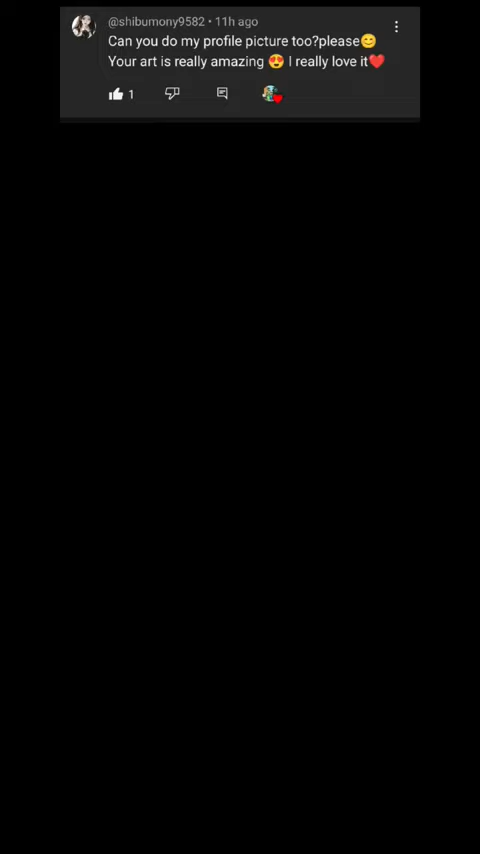 @shibumony9582 • 11h ago
Can you do my profile picture too?please😊
Your art is really amazing 😍 I really love it❤️
1